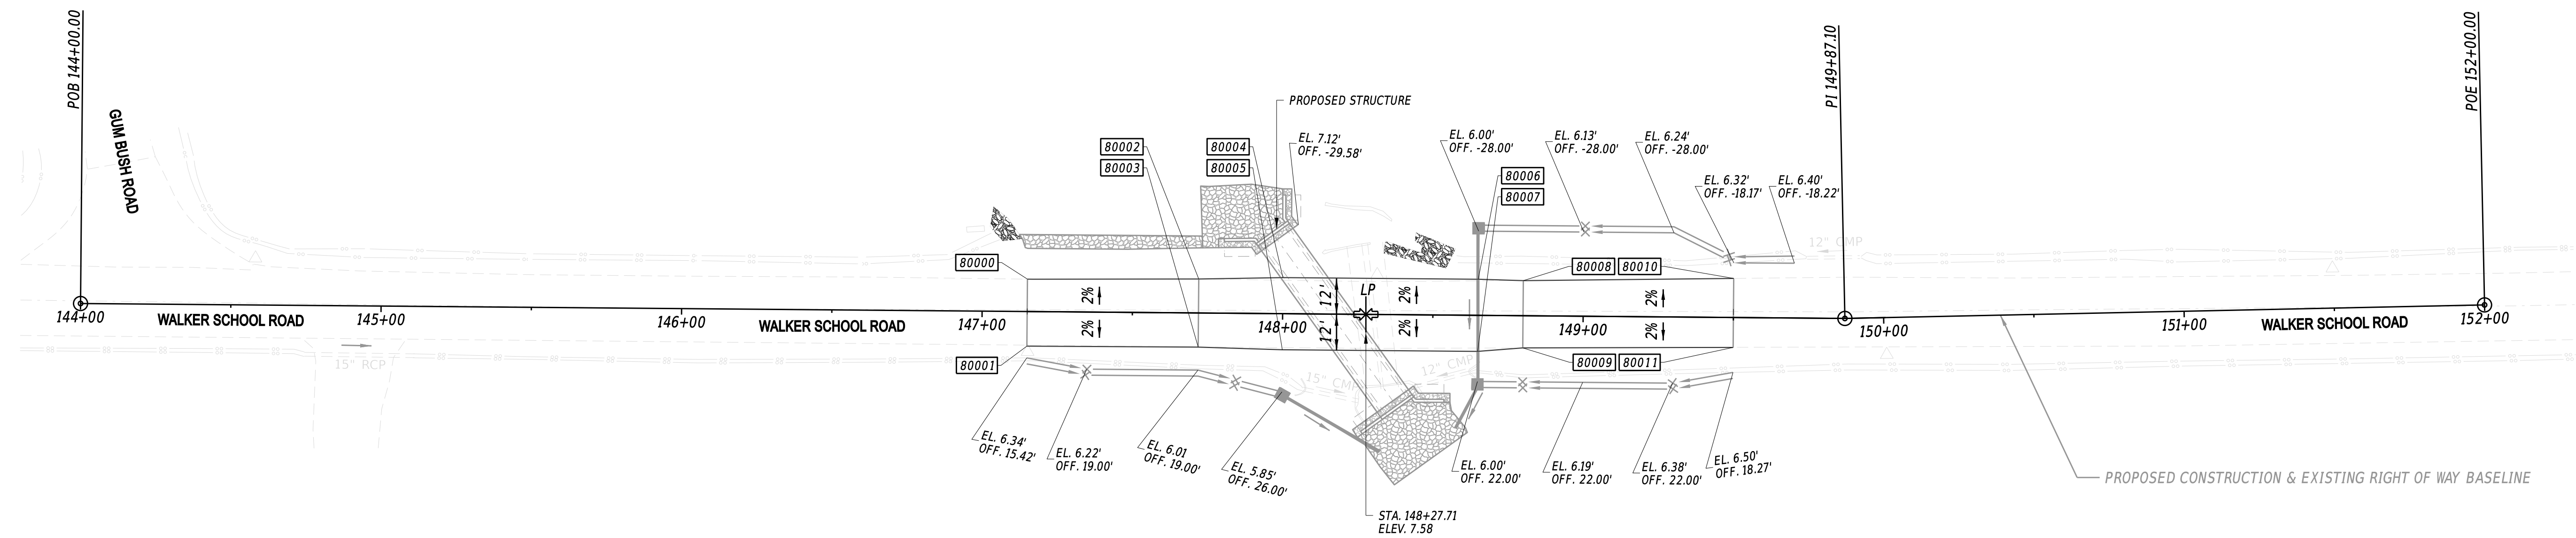 POB 144+00.00
GUM BUSH ROAD
144+00
WALKER SCHOOL ROAD
145+00
15" RCP
146+00
WALKER SCHOOL ROAD
147+00
80000
80001
80002
80003
80004
80005
PROPOSED STRUCTURE
EL. 7.12'
OFF. -29.58'
2%
2%
148+00
12'
12'
LP
2%
2%
15" CMP
12" CMP
80006
80007
EL. 6.00'
OFF. -28.00'
EL. 6.13'
OFF. -28.00'
EL. 6.24'
OFF. -28.00'
EL. 6.32'
OFF. -18.17'
EL. 6.40'
OFF. -18.22'
80008
80010
149+00
2%
2%
80009
80011
12" CMP
PI 149+87.10
150+00
151+00
WALKER SCHOOL ROAD
152+00
POE 152+00.00
EL. 6.34'
OFF. 15.42'
EL. 6.22'
OFF. 19.00'
EL. 6.01
OFF. 19.00'
EL. 5.85'
OFF. 26.00'
STA. 148+27.71
ELEV. 7.58
EL. 6.00'
OFF. 22.00'
EL. 6.19'
OFF. 22.00'
EL. 6.38'
OFF. 22.00'
EL. 6.50'
OFF. 18.27'
PROPOSED CONSTRUCTION & EXISTING RIGHT OF WAY BASELINE